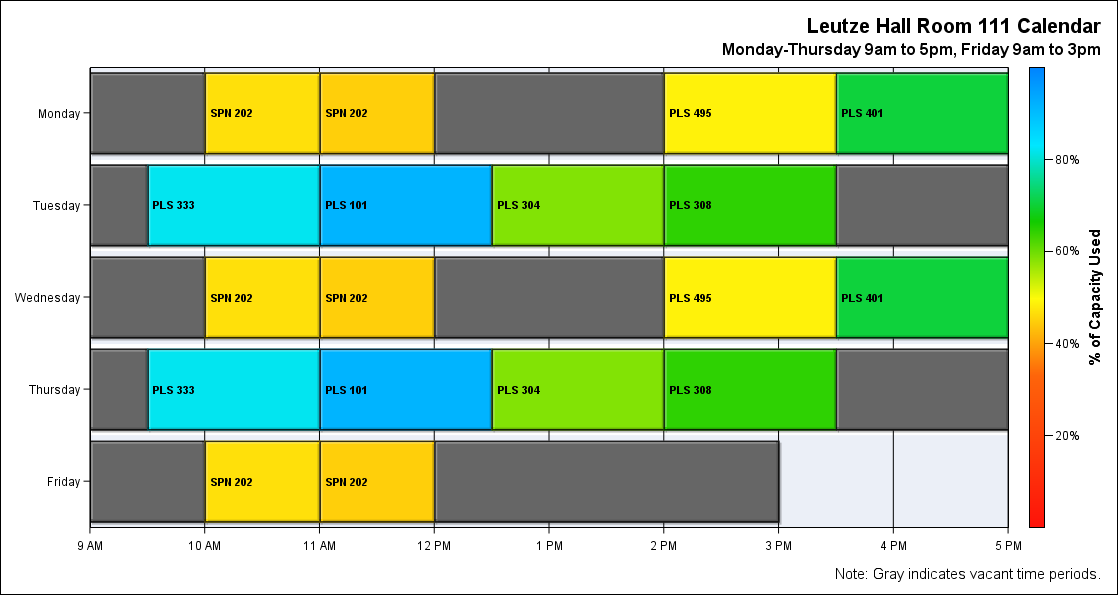 Leutze Hall Room 111 Calendar
Monday-Thursday 9am to 5pm, Friday 9am to 3pm
Monday
SPN 202
SPN 202
PLS 495
PLS 401
Tuesday
PLS 333
PLS 101
PLS 304
PLS 308
Wednesday
SPN 202
SPN 202
PLS 495
PLS 401
Thursday
PLS 333
PLS 101
PLS 304
PLS 308
Friday
SPN 202
SPN 202
9 AM
10 AM
11 AM
12 PM
1 PM
2 PM
3 PM
4 PM
5 PM
80%
60%
40%
20%
% of Capacity Used
Note: Gray indicates vacant time periods.